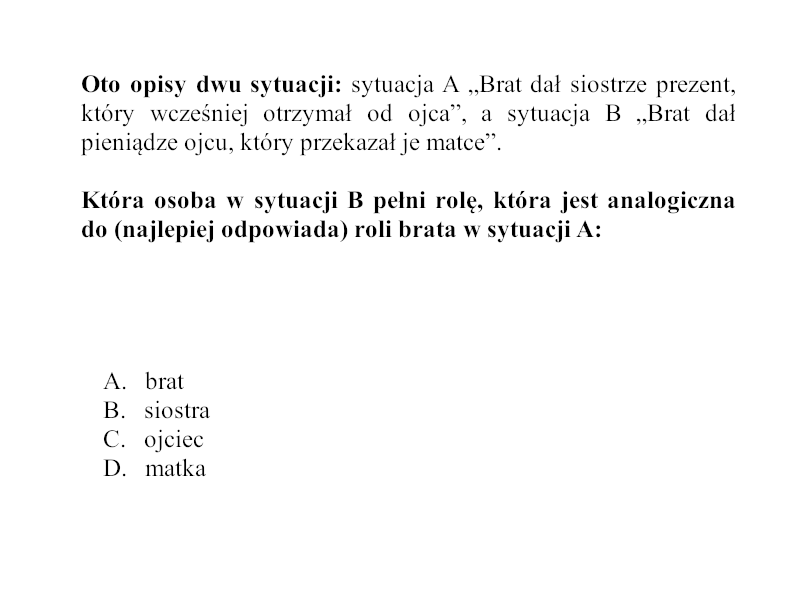 Oto opisy dwu sytuacji: sytuacja A „Brat dał siostrze prezent,
który wcześniej otrzymał od ojca”, a sytuacja B „Brat dał
pieniądze ojcu, który przekazał je matce”.
Która osoba w sytuacji B pełni rolę, która jest analogiczna
do (najlepiej odpowiada) roli brata w sytuacji A:
A. brat
B. siostra
C. ojciec
D. matka